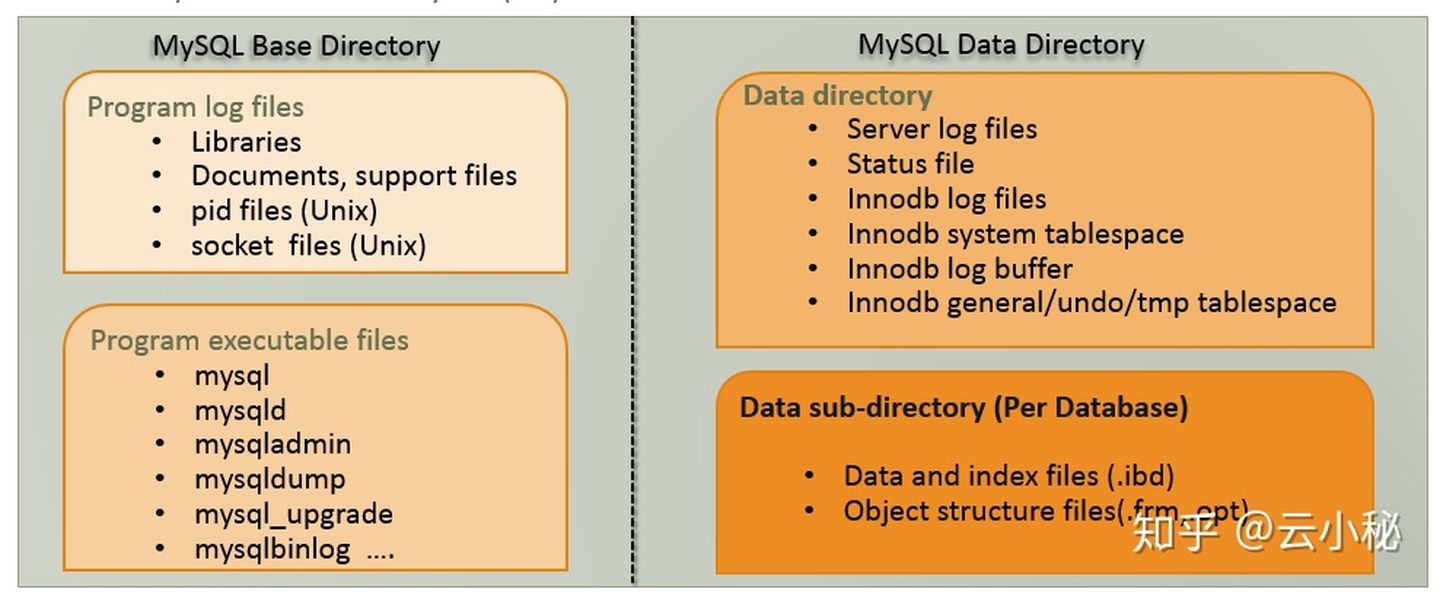 MySQL Base Directory
Program log files
• Libraries
• Documents, support files
• pid files (Unix)
• socket files (Unix)
Program executable files
• mysql
• mysqld
• mysqladmin
• mysqldump
• mysql_upgrade
• mysqlbinlog ....
MySQL Data Directory
Data directory
• Server log files
• Status file
• Innodb log files
• Innodb system tablespace
• Innodb log buffer
• Innodb general/undo/tmp tablespace
Data sub-directory (Per Database)
• Data and index files (.ibd)
• Object structure files(.frm, opt)
知乎 @云小秘